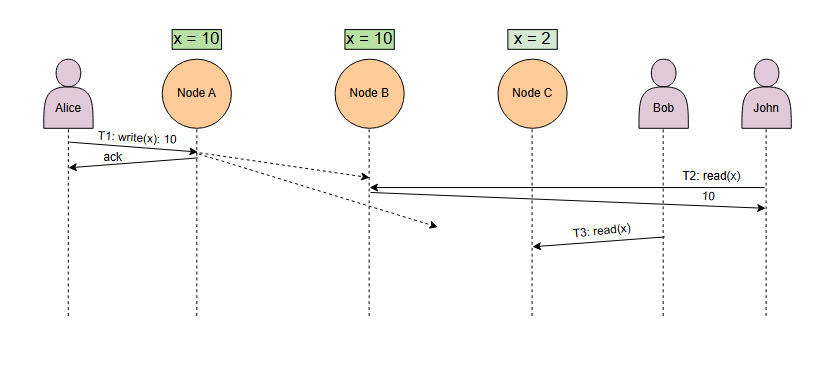 x = 10
x = 10
x = 2
Alice
Node A
Node B
Node C
Bob
John
T1: write(x): 10
ack
T2: read(x)
10
T3: read(x)